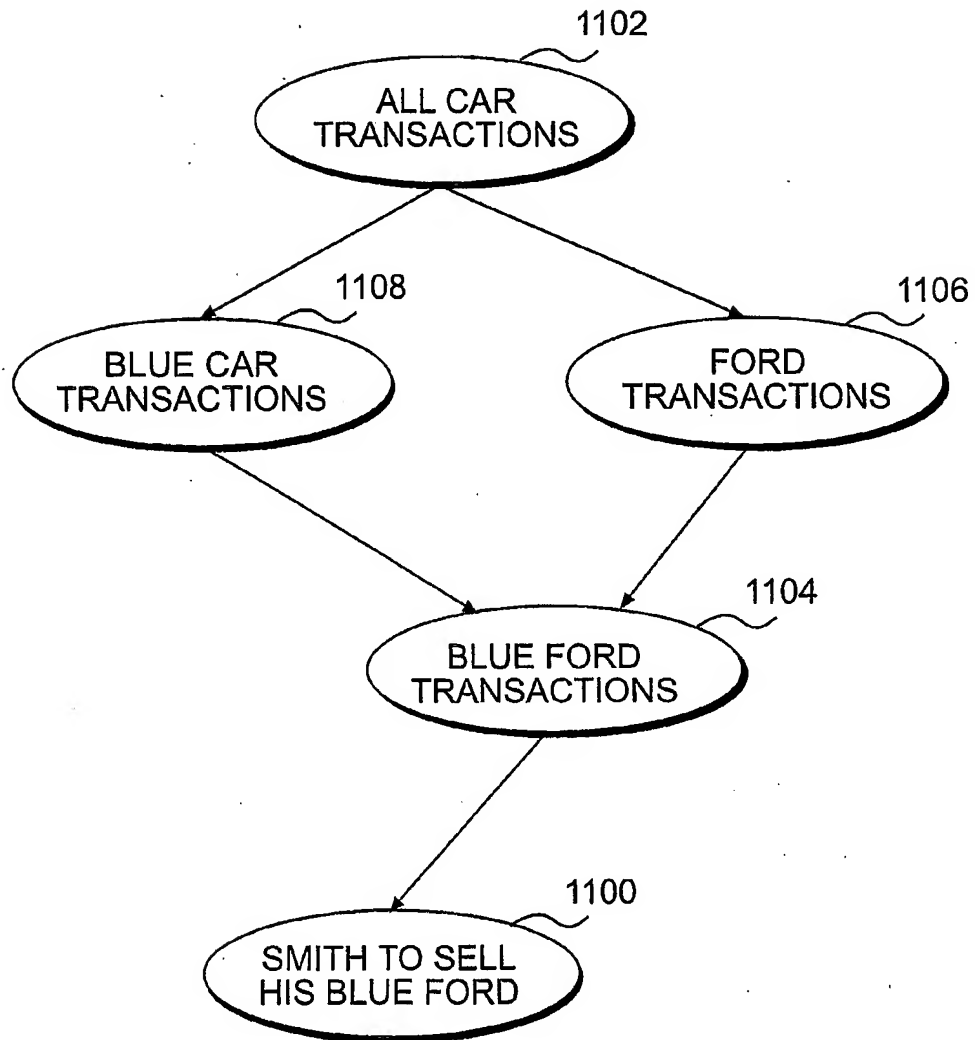 1102
ALL CAR
TRANSACTIONS
1108
BLUE CAR
TRANSACTIONS
1106
FORD
TRANSACTIONS
1104
BLUE FORD
TRANSACTIONS
1100
SMITH TO SELL
HIS BLUE FORD